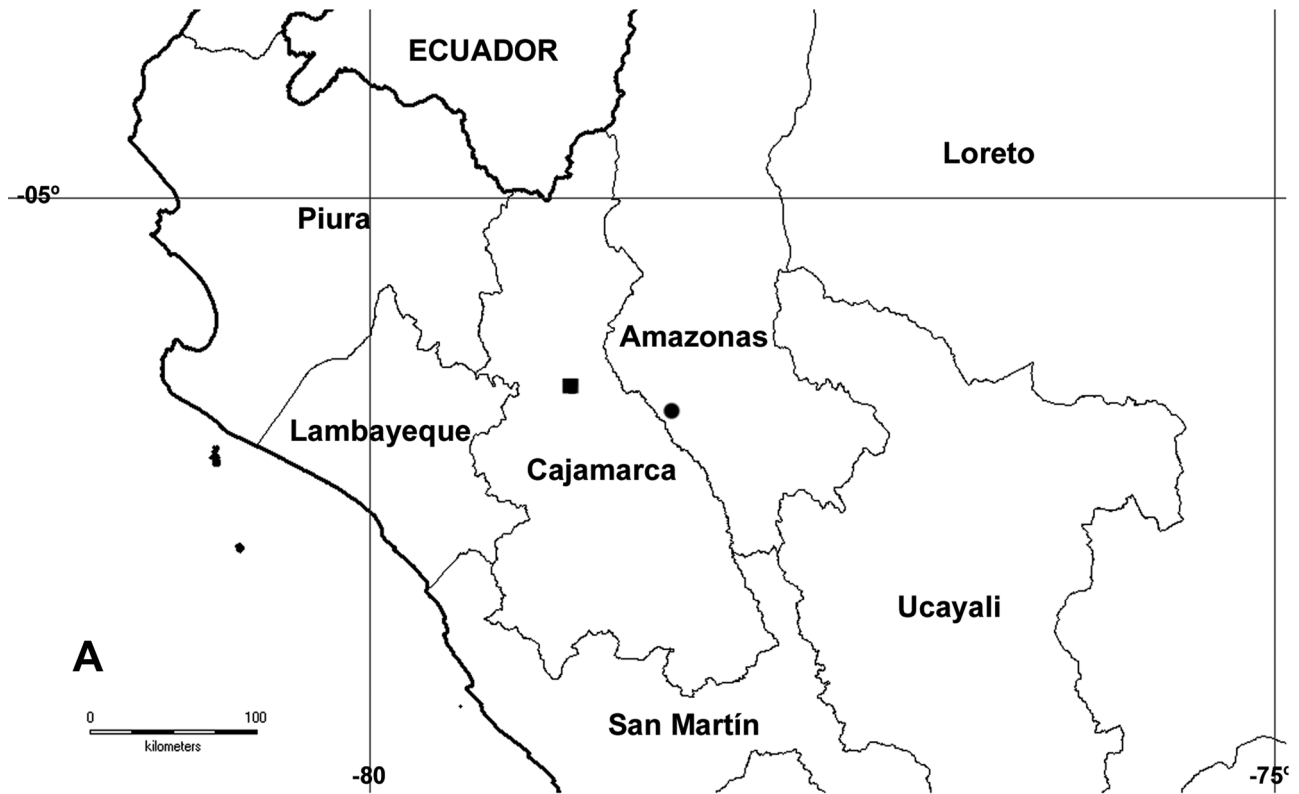 ECUADOR
Loreto
-05º
Piura
Amazonas
Lambayeque
Cajamarca
Ucayali
A
0 100
kilometers
San Martín
-80
-75º